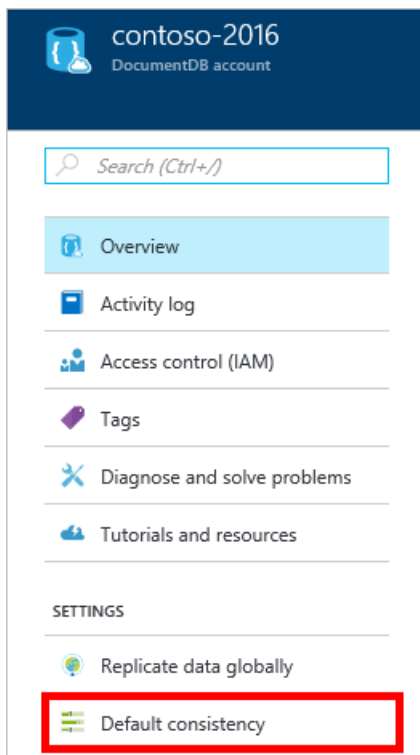 contoso-2016
DocumentDB account
Search (Ctrl+/)
Overview
Activity log
Access control (IAM)
Tags
Diagnose and solve problems
Tutorials and resources
SETTINGS
Replicate data globally
Default consistency